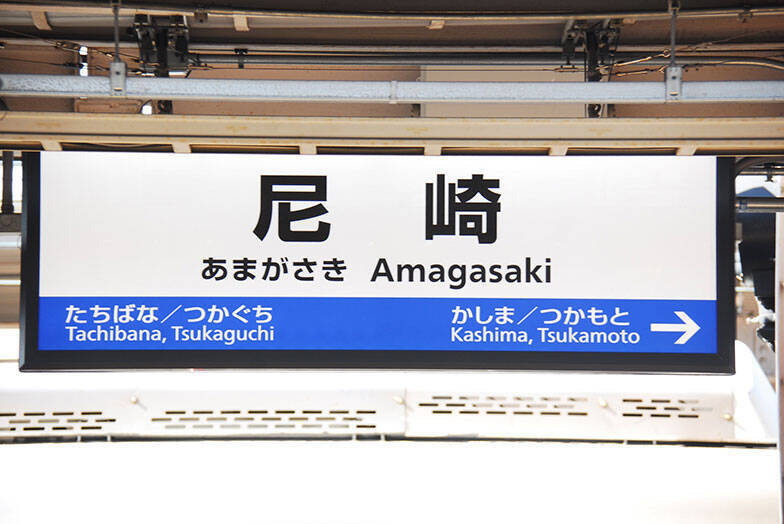 尼崎
あまがさき Amagasaki
たちばな／つかぐち かしま／つかもと
Tachibana, Tsukaguchi Kashima, Tsukamoto